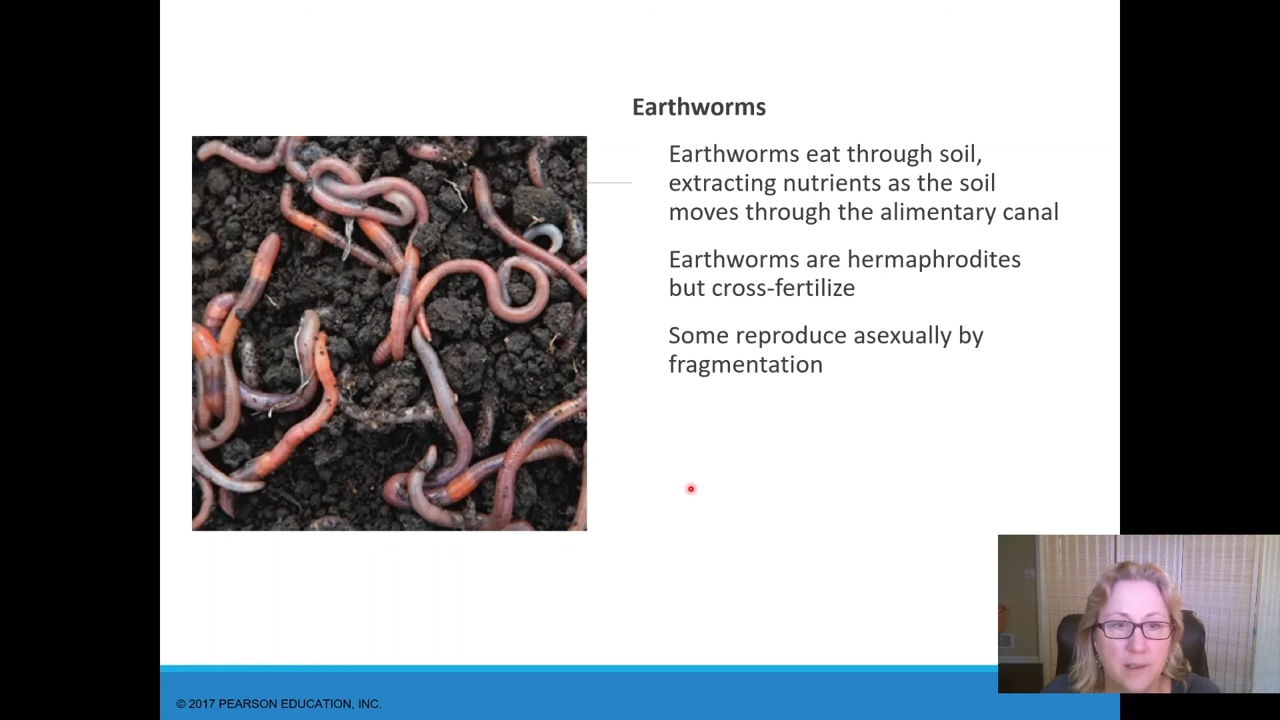 Earthworms
Earthworms eat through soil,
extracting nutrients as the soil
moves through the alimentary canal
Earthworms are hermaphrodites
but cross-fertilize
Some reproduce asexually by
fragmentation
© 2017 PEARSON EDUCATION, INC.